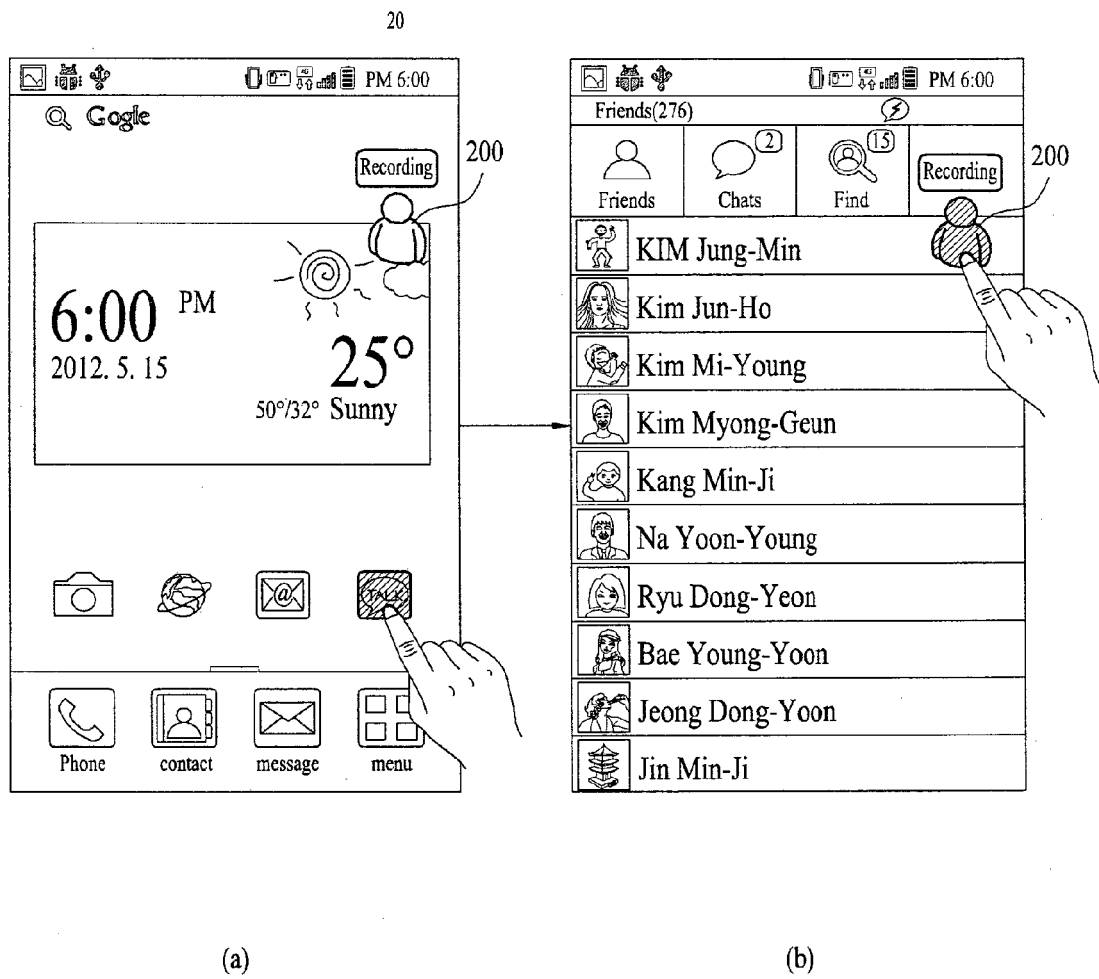 20
PM 6:00
Gogle
Recording
200
6:00 PM
2012. 5. 15
25°
50°/32° Sunny
TALK
Phone contact message menu
(a)
4G PM 6:00
Friends(276)
2 15
Recording
200
Friends Chats Find
KIM Jung-Min
Kim Jun-Ho
Kim Mi-Young
Kim Myong-Geun
Kang Min-Ji
Na Yoon-Young
Ryu Dong-Yeon
Bae Young-Yoon
Jeong Dong-Yoon
Jin Min-Ji
(b)